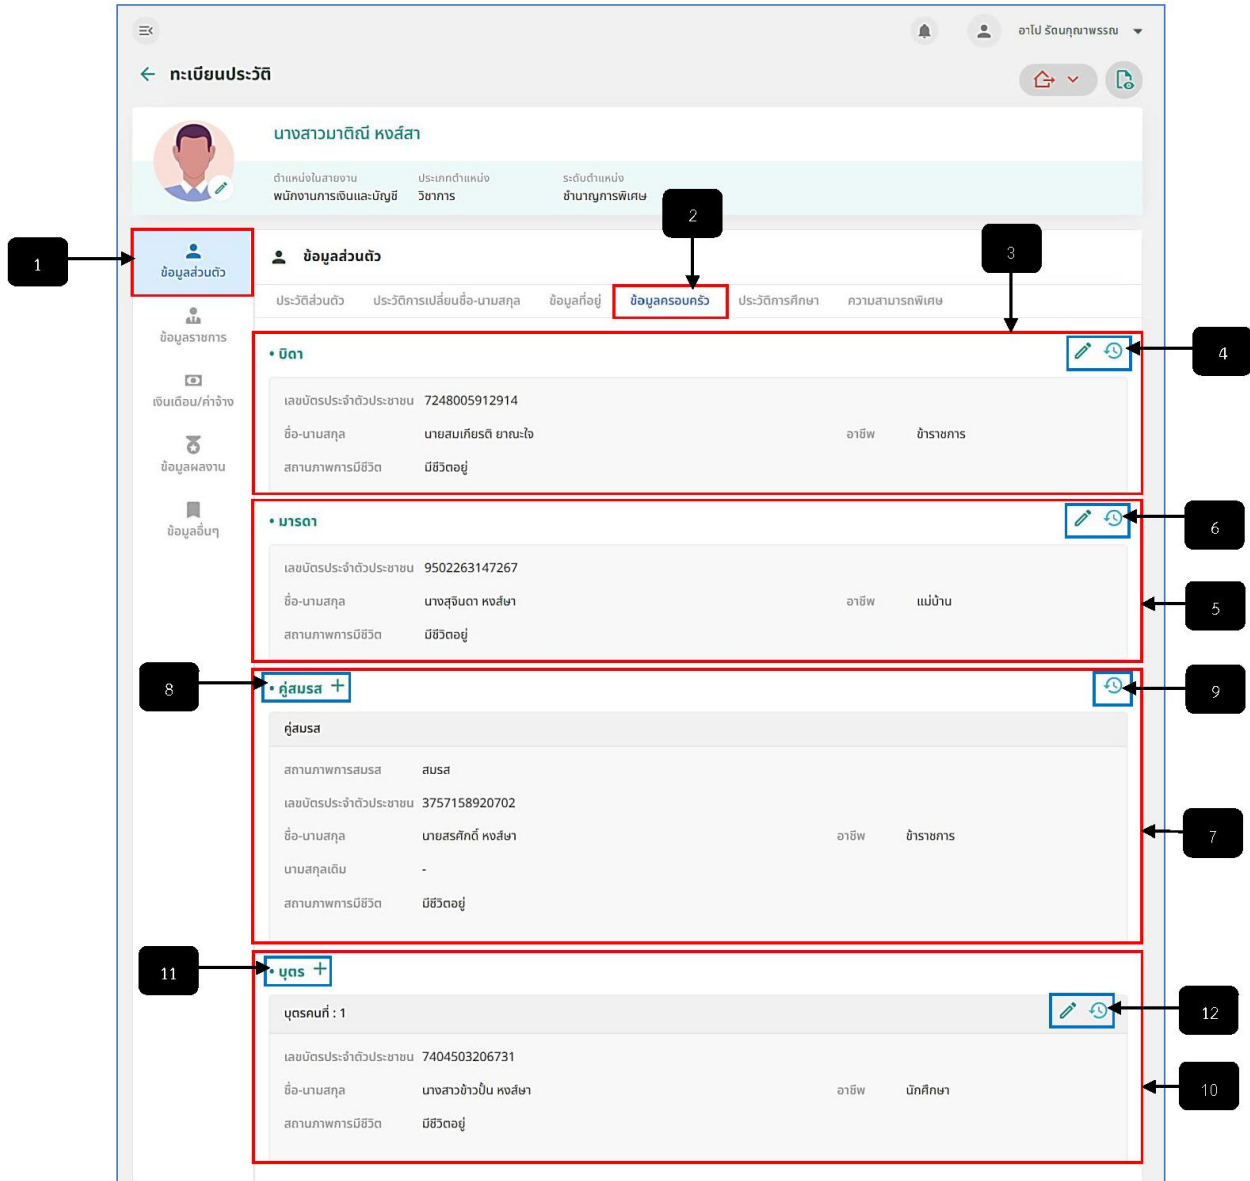 อาโป รัตนกุณาพรรณ
ทะเบียนประวัติ
นางสาวมาติณี หงส์สา
ตำแหน่งในสายงาน ประเภทตำแหน่ง ระดับตำแหน่ง
พนักงานการเงินและบัญชี วิชาการ ชำนาญการพิเศษ
2
1
3
ข้อมูลส่วนตัว
ข้อมูลส่วนตัว
ประวัติส่วนตัว ประวัติการเปลี่ยนชื่อ-นามสกุล ข้อมูลที่อยู่ ข้อมูลครอบครัว ประวัติการศึกษา ความสามารถพิเศษ
ข้อมูลราชการ
เงินเดือน/ค่าจ้าง
ข้อมูลผลงาน
ข้อมูลอื่นๆ
• บิดา
4
เลขบัตรประจำตัวประชาชน 7248005912914
ชื่อ-นามสกุล นายสมเกียรติ ยาณะใจ อาชีพ ข้าราชการ
สถานภาพการมีชีวิต มีชีวิตอยู่
• มารดา
6
เลขบัตรประจำตัวประชาชน 9502263147267
ชื่อ-นามสกุล นางสุจินดา หงส์ษา อาชีพ แม่บ้าน
5
สถานภาพการมีชีวิต มีชีวิตอยู่
8
• คู่สมรส +
9
คู่สมรส
สถานภาพการสมรส สมรส
เลขบัตรประจำตัวประชาชน 3757158920702
ชื่อ-นามสกุล นายสรศักดิ์ หงส์ษา อาชีพ ข้าราชการ
7
นามสกุลเดิม -
สถานภาพการมีชีวิต มีชีวิตอยู่
11
• บุตร +
บุตรคนที่ : 1
12
เลขบัตรประจำตัวประชาชน 7404503206731
ชื่อ-นามสกุล นางสาวข้าวปั้น หงส์ษา อาชีพ นักศึกษา
10
สถานภาพการมีชีวิต มีชีวิตอยู่